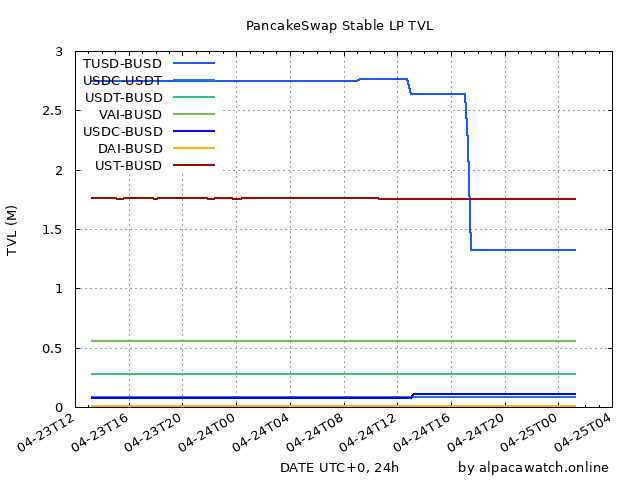 PancakeSwap Stable LP TVL
3
2.5
2
1.5
1
0.5
0
TVL (M)
TUSD-BUSD
USDC-USDT
USDT-BUSD
VAI-BUSD
USDC-BUSD
DAI-BUSD
UST-BUSD
04-23T12
04-23T16
04-23T20
04-24T00
04-24T04
04-24T08
04-24T12
04-24T16
04-24T20
04-25T00
04-25T04
DATE UTC+0, 24h
by alpacawatch.online